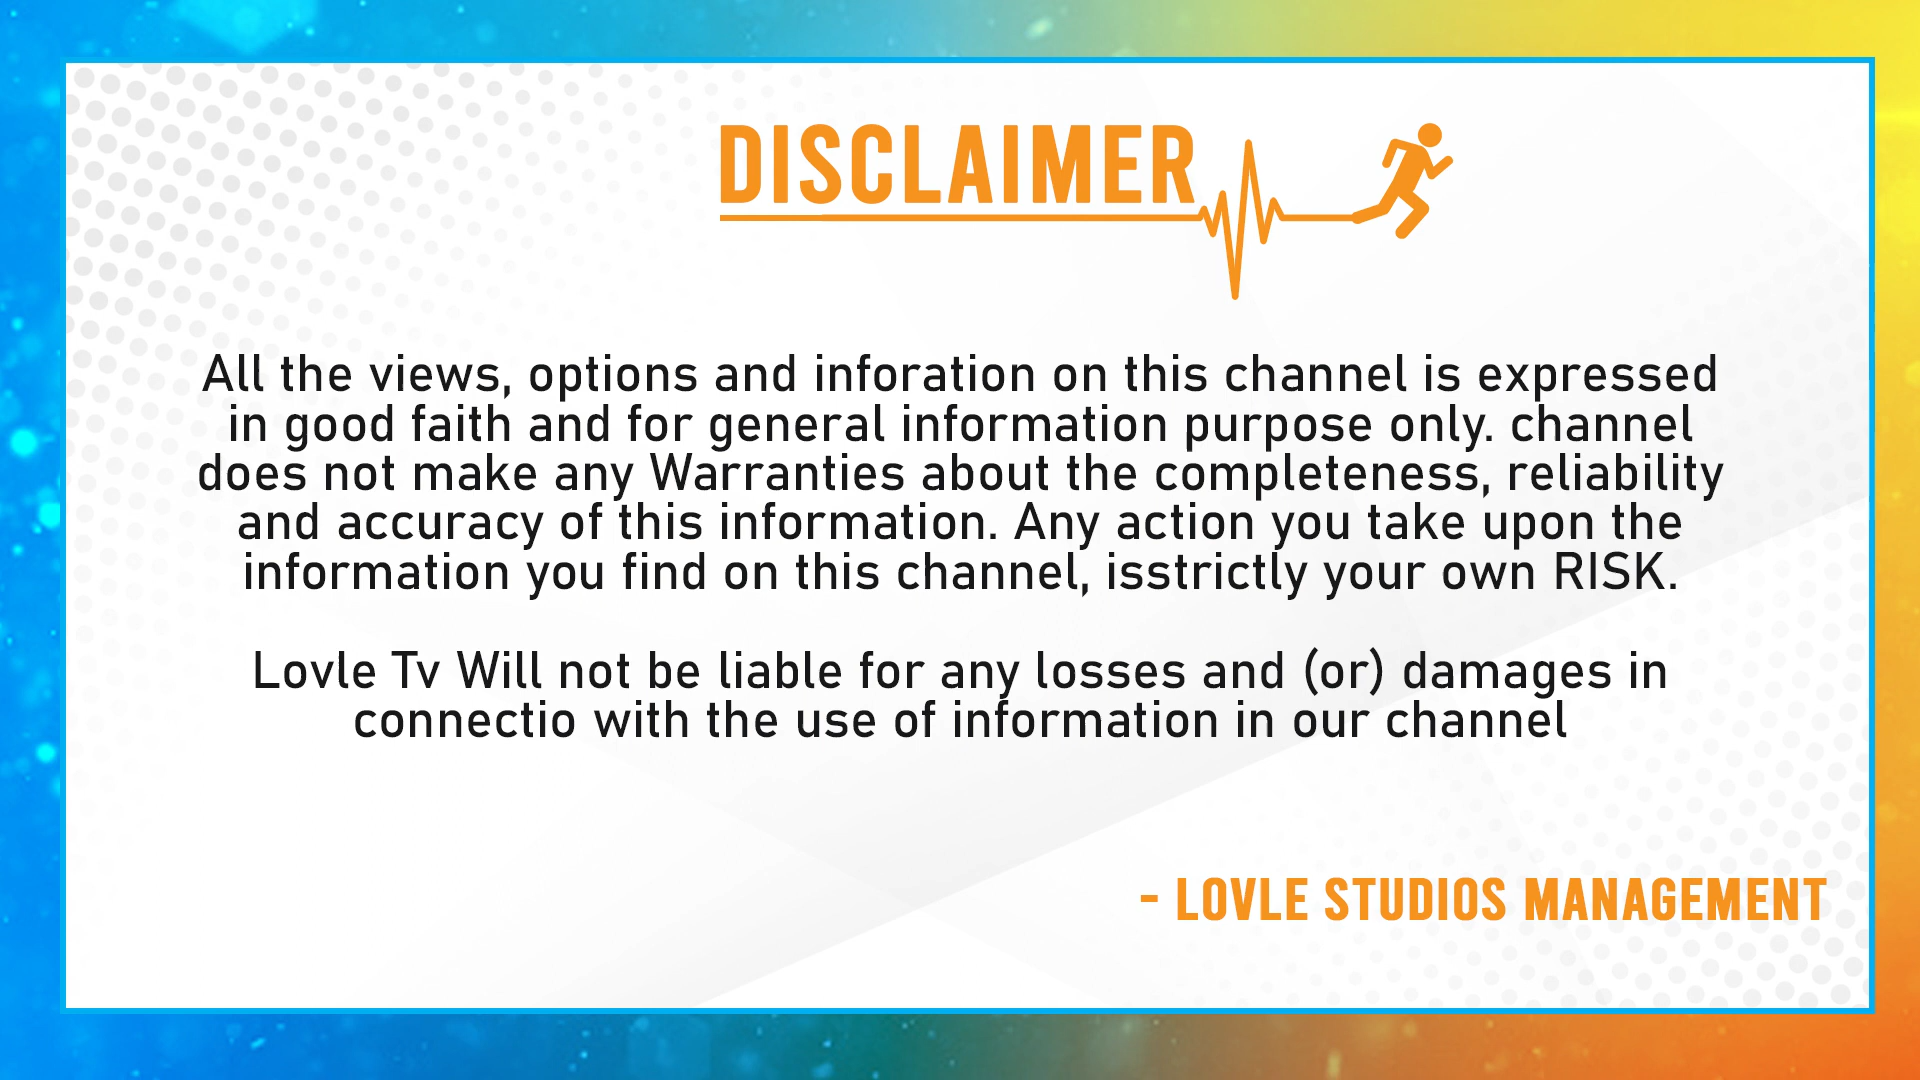 DISCLAIMER
All the views, options and inforation on this channel is expressed
in good faith and for general information purpose only. channel
does not make any Warranties about the completeness, reliability
and accuracy of this information. Any action you take upon the
information you find on this channel, isstrictly your own RISK.
Lovle Tv Will not be liable for any losses and (or) damages in
connectio with the use of information in our channel
- LOVLE STUDIOS MANAGEMENT